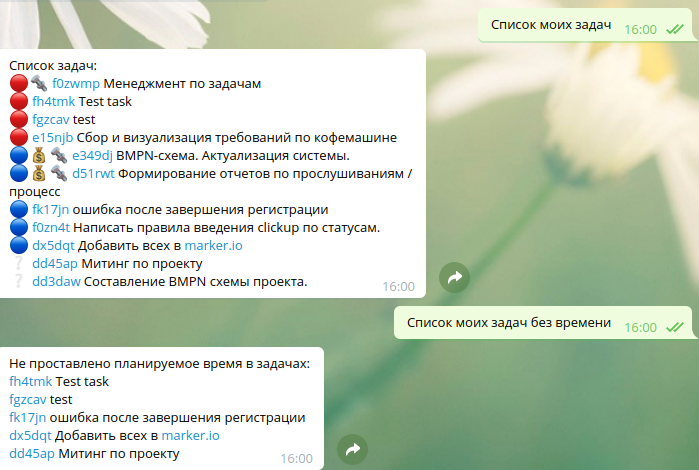 Список моих задач 16:00
Список задач:
f0zwmp Менеджмент по задачам
fh4tmk Test task
fgzcav test
e15njb Сбор и визуализация требований по кофемашине
e349dj BMPN-схема. Актуализация системы.
d51rwt Формирование отчетов по прослушиваниям /
процесс
fk17jn ошибка после завершения регистрации
f0zn4t Написать правила введения clickup по статусам.
dx5dqt Добавить всех в marker.io
dd45ap Митинг по проекту
dd3daw Составление BMPN схемы проекта.
16:00
Список моих задач без времени 16:00
Не проставлено планируемое время в задачах:
fh4tmk Test task
fgzcav test
fk17jn ошибка после завершения регистрации
dx5dqt Добавить всех в marker.io
dd45ap Митинг по проекту
16:00